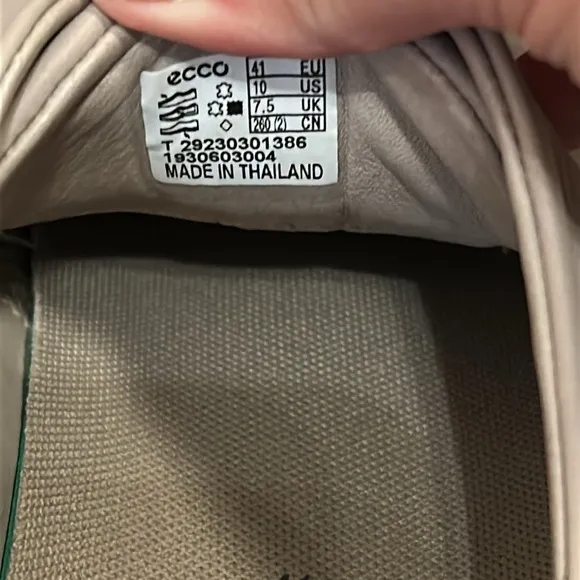 ecco
41 EU
10 US
7.5 UK
260 (2) CN
T 29230301386
1930603004
MADE IN THAILAND